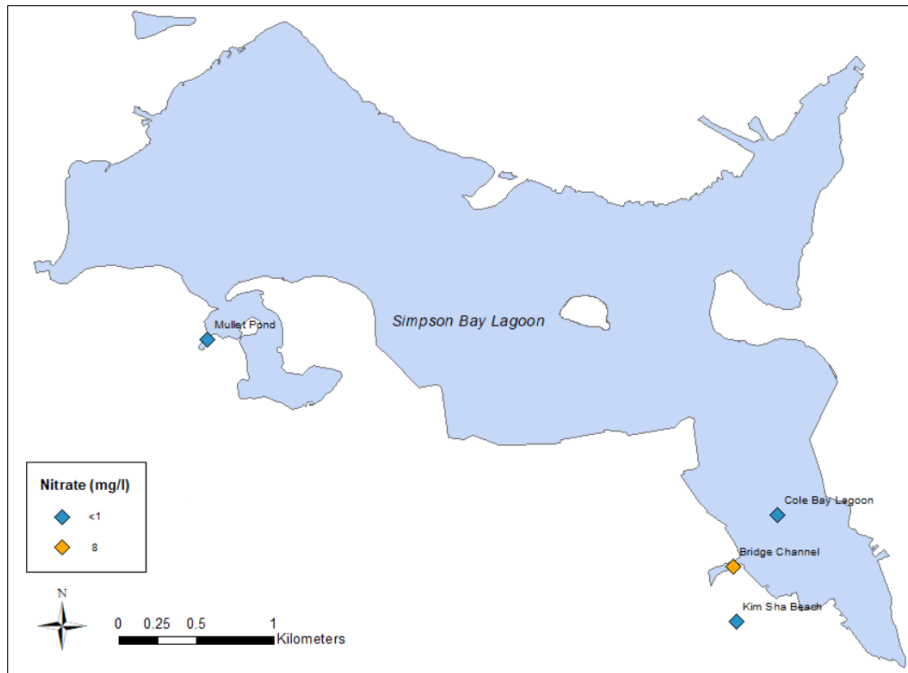 Mullet Pond
Simpson Bay Lagoon
Cole Bay Lagoon
Bridge Channel
Kim Sha Beach
Nitrate (mg/l)
<1
8
N
0 0.25 0.5 1
Kilometers